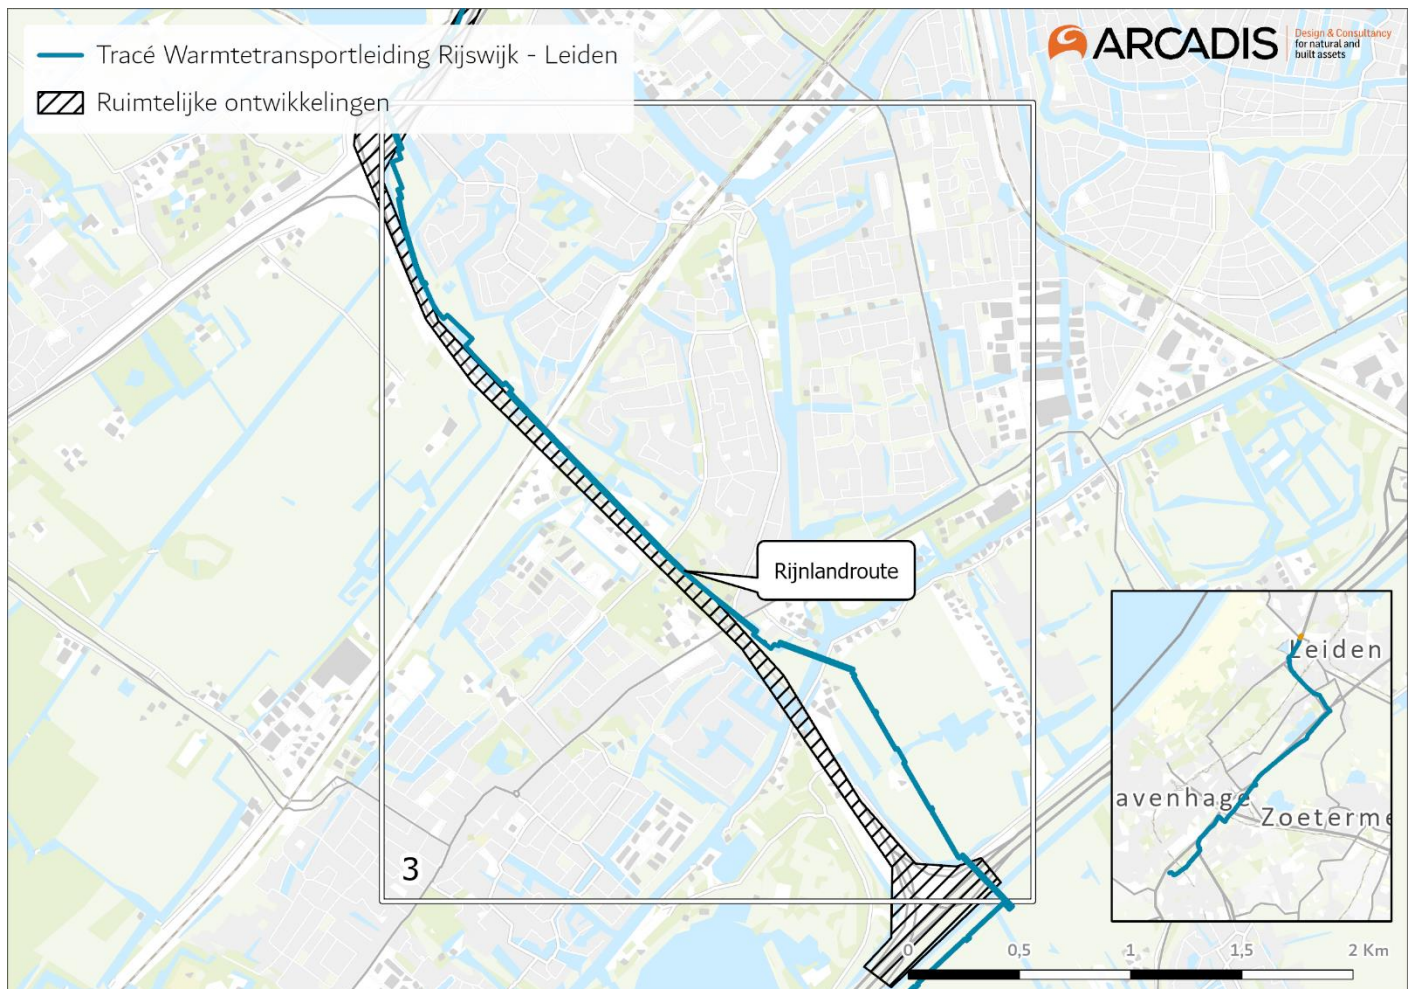 Tracé Warmtetransportleiding Rijswijk - Leiden
Ruimtelijke ontwikkelingen
ARCADIS
Design & Consultancy
for natural and
built assets
Rijnlandroute
Leiden
avenhage
Zoeterme
3
0 0,5 1 1,5 2 Km